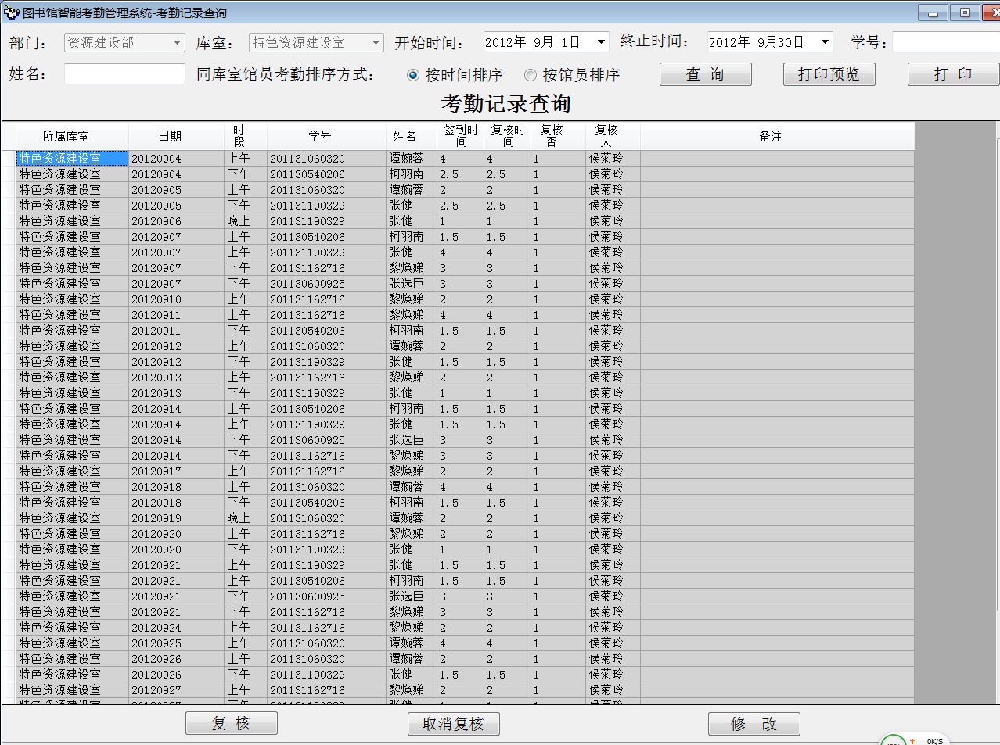 图书馆智能考勤管理系统-考勤记录查询
部门： 资源建设部 库室： 特色资源建设室 开始时间： 2012年 9月 1日 终止时间： 2012年 9月30日 学号：
姓名： 同库室馆员考勤排序方式： 按时间排序 按馆员排序 查 询 打印预览 打 印
考勤记录查询
所属库室 日期 时段 学号 姓名 签到时间 复核时间 复核否 复核人 备注
特色资源建设室 20120904 上午 201131060320 谭婉蓉 4 4 1 侯菊玲
特色资源建设室 20120904 下午 201130540206 柯羽南 2.5 2.5 1 侯菊玲
特色资源建设室 20120905 上午 201131060320 谭婉蓉 2 2 1 侯菊玲
特色资源建设室 20120905 下午 201131190329 张健 2.5 2.5 1 侯菊玲
特色资源建设室 20120906 晚上 201131190329 张健 1 1 1 侯菊玲
特色资源建设室 20120907 上午 201130540206 柯羽南 1.5 1.5 1 侯菊玲
特色资源建设室 20120907 上午 201131190329 张健 4 4 1 侯菊玲
特色资源建设室 20120907 下午 201131162716 黎焕娣 3 3 1 侯菊玲
特色资源建设室 20120907 下午 201130600925 张选臣 3 3 1 侯菊玲
特色资源建设室 20120910 上午 201131162716 黎焕娣 2 2 1 侯菊玲
特色资源建设室 20120911 上午 201131162716 黎焕娣 4 4 1 侯菊玲
特色资源建设室 20120911 下午 201130540206 柯羽南 1.5 1.5 1 侯菊玲
特色资源建设室 20120912 上午 201131060320 谭婉蓉 2 2 1 侯菊玲
特色资源建设室 20120912 下午 201131190329 张健 1.5 1.5 1 侯菊玲
特色资源建设室 20120913 上午 201131162716 黎焕娣 2 2 1 侯菊玲
特色资源建设室 20120913 下午 201131190329 张健 1 1 1 侯菊玲
特色资源建设室 20120914 上午 201130540206 柯羽南 1.5 1.5 1 侯菊玲
特色资源建设室 20120914 上午 201131190329 张健 1.5 1.5 1 侯菊玲
特色资源建设室 20120914 下午 201130600925 张选臣 3 3 1 侯菊玲
特色资源建设室 20120914 下午 201131162716 黎焕娣 3 3 1 侯菊玲
特色资源建设室 20120917 上午 201131162716 黎焕娣 2 2 1 侯菊玲
特色资源建设室 20120918 上午 201131060320 谭婉蓉 4 4 1 侯菊玲
特色资源建设室 20120918 下午 201130540206 柯羽南 1.5 1.5 1 侯菊玲
特色资源建设室 20120919 晚上 201131060320 谭婉蓉 2 2 1 侯菊玲
特色资源建设室 20120920 上午 201131162716 黎焕娣 2 2 1 侯菊玲
特色资源建设室 20120920 下午 201131190329 张健 1 1 1 侯菊玲
特色资源建设室 20120921 上午 201131190329 张健 1.5 1.5 1 侯菊玲
特色资源建设室 20120921 上午 201130540206 柯羽南 1.5 1.5 1 侯菊玲
特色资源建设室 20120921 下午 201130600925 张选臣 3 3 1 侯菊玲
特色资源建设室 20120921 下午 201131162716 黎焕娣 3 3 1 侯菊玲
特色资源建设室 20120924 上午 201131162716 黎焕娣 2 2 1 侯菊玲
特色资源建设室 20120925 上午 201131060320 谭婉蓉 4 4 1 侯菊玲
特色资源建设室 20120926 上午 201131060320 谭婉蓉 2 2 1 侯菊玲
特色资源建设室 20120926 下午 201131190329 张健 1.5 1.5 1 侯菊玲
特色资源建设室 20120927 上午 201131162716 黎焕娣 2 2 1 侯菊玲
复 核 取消复核 修 改
0K/S